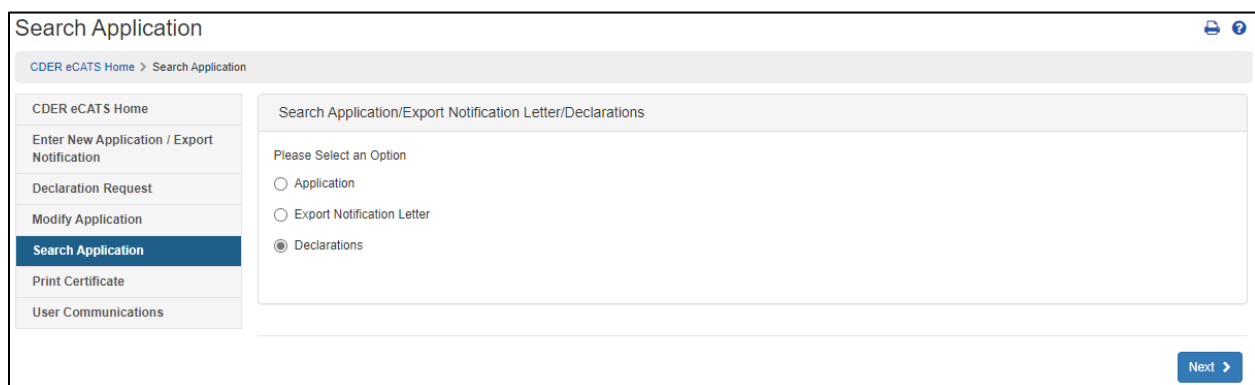 Search Application
CDER eCATS Home > Search Application
CDER eCATS Home
Enter New Application / Export
Notification
Declaration Request
Modify Application
Search Application
Print Certificate
User Communications
Search Application/Export Notification Letter/Declarations
Please Select an Option
Application
Export Notification Letter
Declarations
Next >